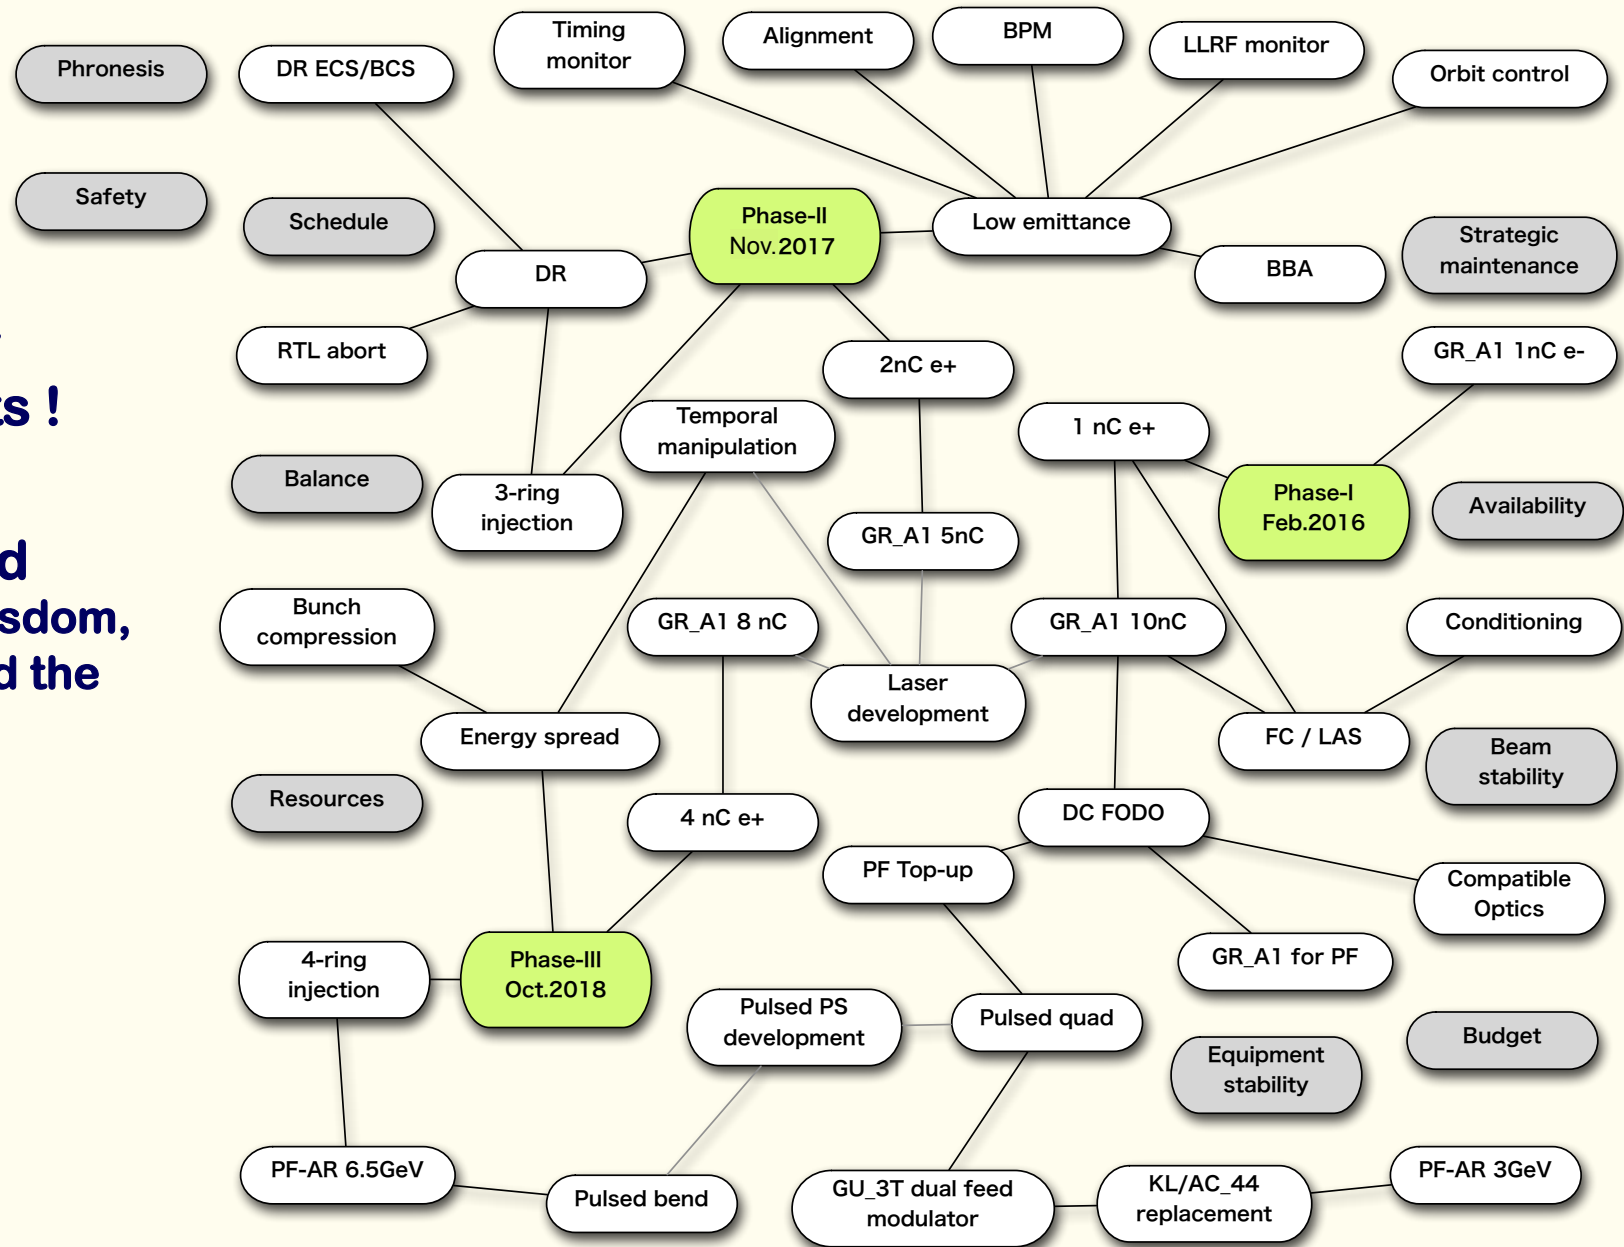 Timing
monitor
Alignment
BPM
LLRF monitor
Orbit control
Phronesis
DR ECS/BCS
Safety
Schedule
Phase-II
Nov.2017
Low emittance
Strategic
maintenance
DR
BBA
RTL abort
2nC e+
GR_A1 1nC e-
ts !
Temporal
manipulation
1 nC e+
Balance
3-ring
injection
Phase-I
Feb.2016
Availability
GR_A1 5nC
d
sdom,
d the
Bunch
compression
GR_A1 8 nC
GR_A1 10nC
Conditioning
Laser
development
Energy spread
FC / LAS
Beam
stability
Resources
4 nC e+
DC FODO
PF Top-up
Compatible
Optics
4-ring
injection
Phase-III
Oct.2018
GR_A1 for PF
Pulsed PS
development
Pulsed quad
Equipment
stability
Budget
PF-AR 6.5GeV
Pulsed bend
GU_3T dual feed
modulator
KL/AC_44
replacement
PF-AR 3GeV